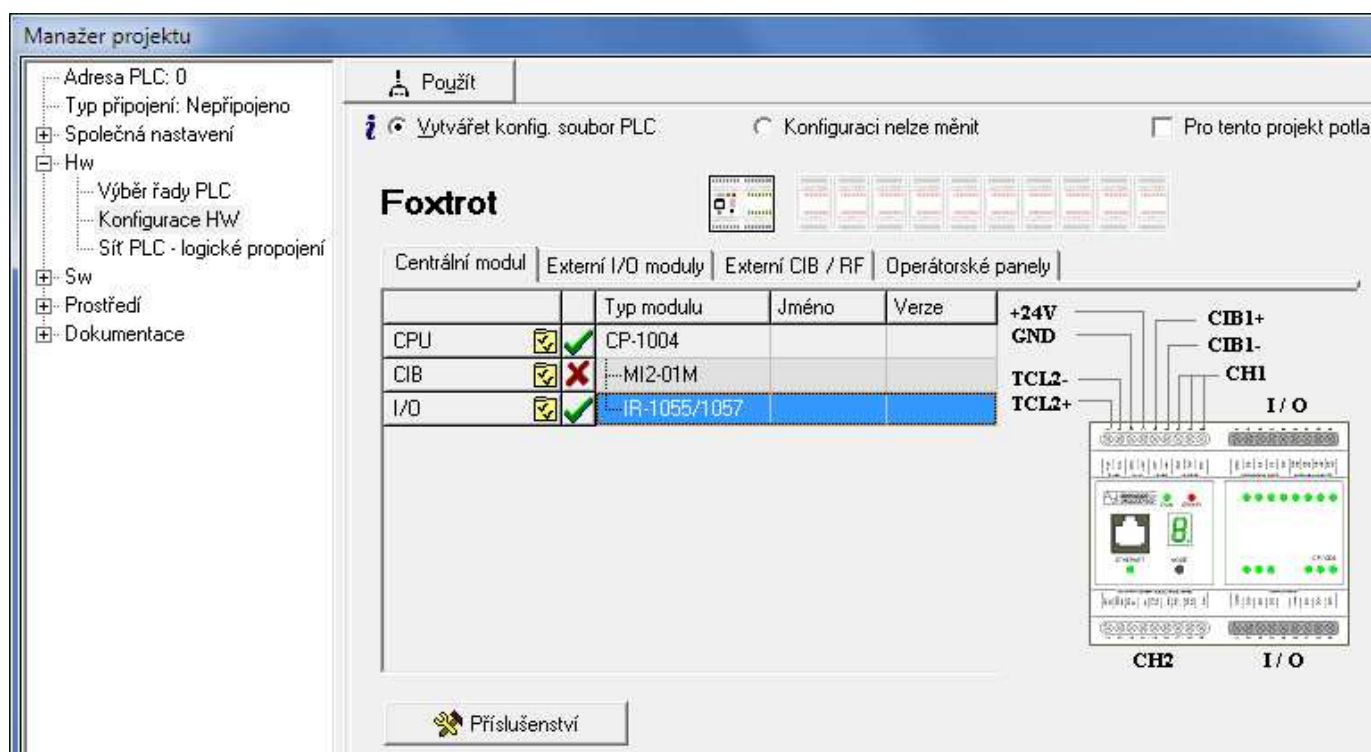 Manažer projektu
Adresa PLC: 0
Typ připojení: Nepřipojeno
Společná nastavení
Hw
Výběr řady PLC
Konfigurace HW
Síť PLC - logické propojení
Sw
Prostředí
Dokumentace
Použít
Vytvářet konfig. soubor PLC
Konfiguraci nelze měnit
Pro tento projekt potla
Foxtrot
Centrální modul
Externí I/O moduly
Externí CIB / RF
Operátorské panely
Typ modulu Jméno Verze
CPU CP-1004
CIB MI2-01M
I/O IR-1055/1057
+24V
GND
TCL2-
TCL2+
CIB1+
CIB1-
CH1
I / O
CP-1004
CH2
I / O
Příslušenství